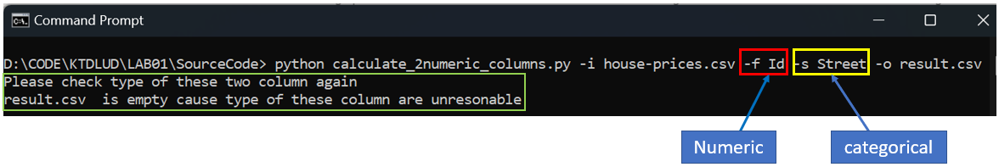 Command Prompt
D:\CODE\KTDLUD\LAB01\SourceCode> python calculate_2numeric_columns.py -i house-prices.csv -f Id -s Street -o result.csv
Please check type of these two column again
result.csv  is empty cause type of these column are unresonable
Numeric
categorical